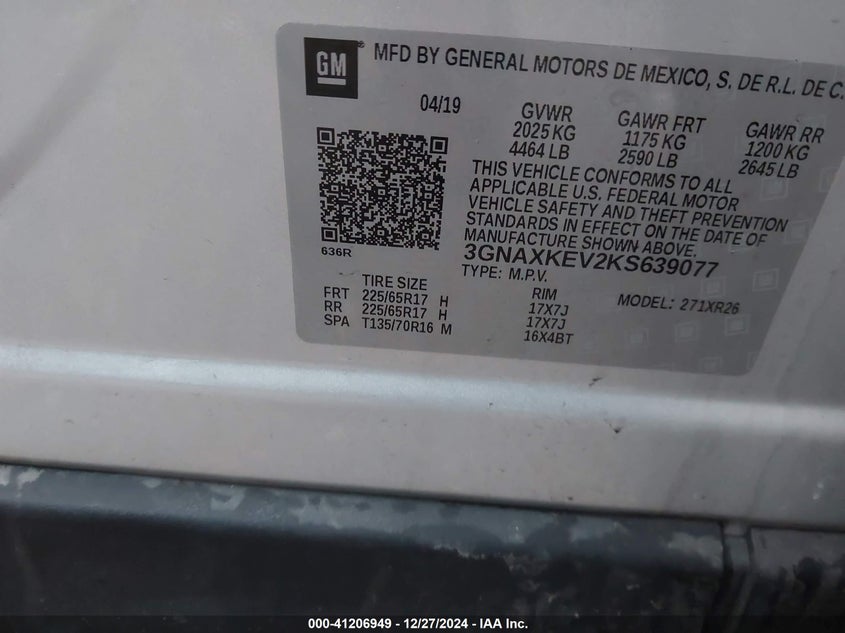 GM®
MFD BY GENERAL MOTORS DE MEXICO, S. DE R.L. DE C.
04/19
GVWR
2025 KG
4464 LB
GAWR FRT
1175 KG
2590 LB
GAWR RR
1200 KG
2645 LB
THIS VEHICLE CONFORMS TO ALL
APPLICABLE U.S. FEDERAL MOTOR
VEHICLE SAFETY AND THEFT PREVENTION
STANDARDS IN EFFECT ON THE DATE OF
MANUFACTURE SHOWN ABOVE.
636R
3GNAXKEV2KS639077
TYPE: M.P.V.
TIRE SIZE
RIM
MODEL: 271XR26
FRT 225/65R17 H 17X7J
RR 225/65R17 H 17X7J
SPA T135/70R16 M 16X4BT
000-41206949 - 12/27/2024 - IAA Inc.